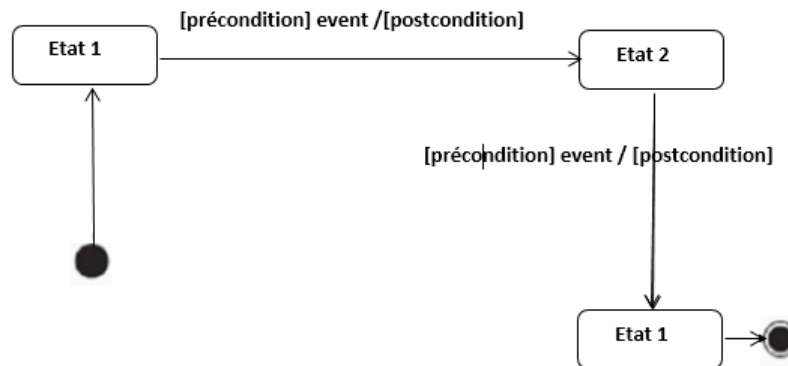 [précondition] event /[postcondition]
Etat 1
Etat 2
[précondition] event / [postcondition]
Etat 1